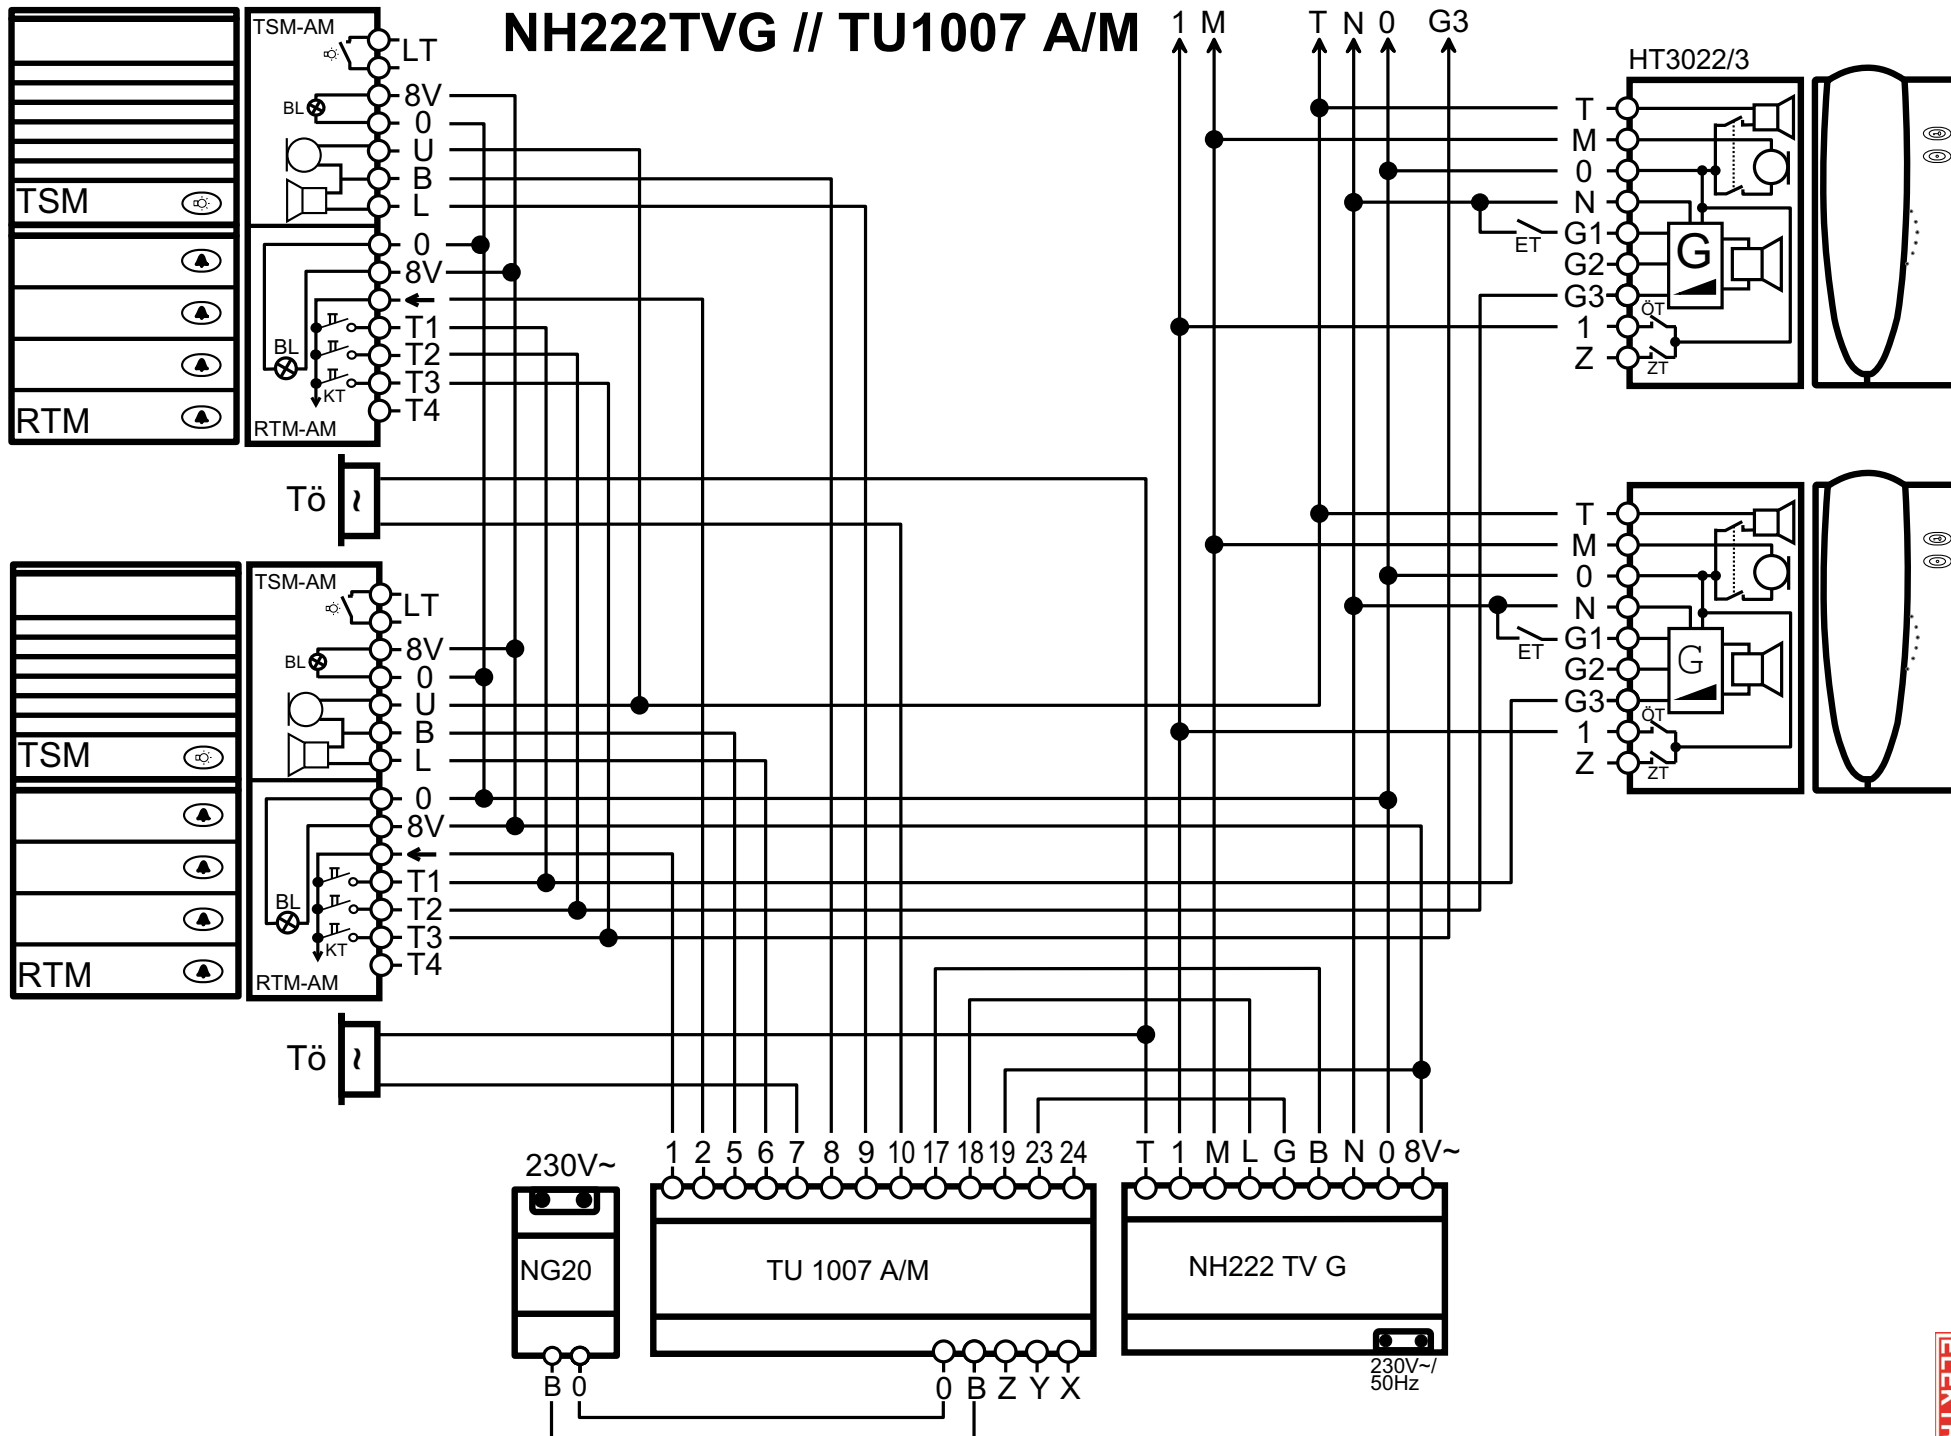 NH222TVG // TU1007 A/M
1 M T N 0 G3
TSM-AM
LT
BL
8V
0
U
B
L
TSM
0
8V
←
T1
T2
BL
T3
KT
T4
RTM
RTM-AM
Tö
~
HT3022/3
T
M
0
N
G1
ET
G
G2
G3
ÖT
1
Z
ZT
TSM-AM
LT
BL
8V
0
U
B
L
TSM
0
8V
←
T1
T2
BL
T3
KT
T4
RTM
RTM-AM
Tö
~
T
M
0
N
G1
ET
G
G2
G3
ÖT
1
Z
ZT
230V~
NG20
B 0
1 2 5 6 7 8 9 10 17 18 19 23 24
TU 1007 A/M
0 B Z Y X
T 1 M L G B N 0 8V~
NH222 TV G
230V~/
50Hz